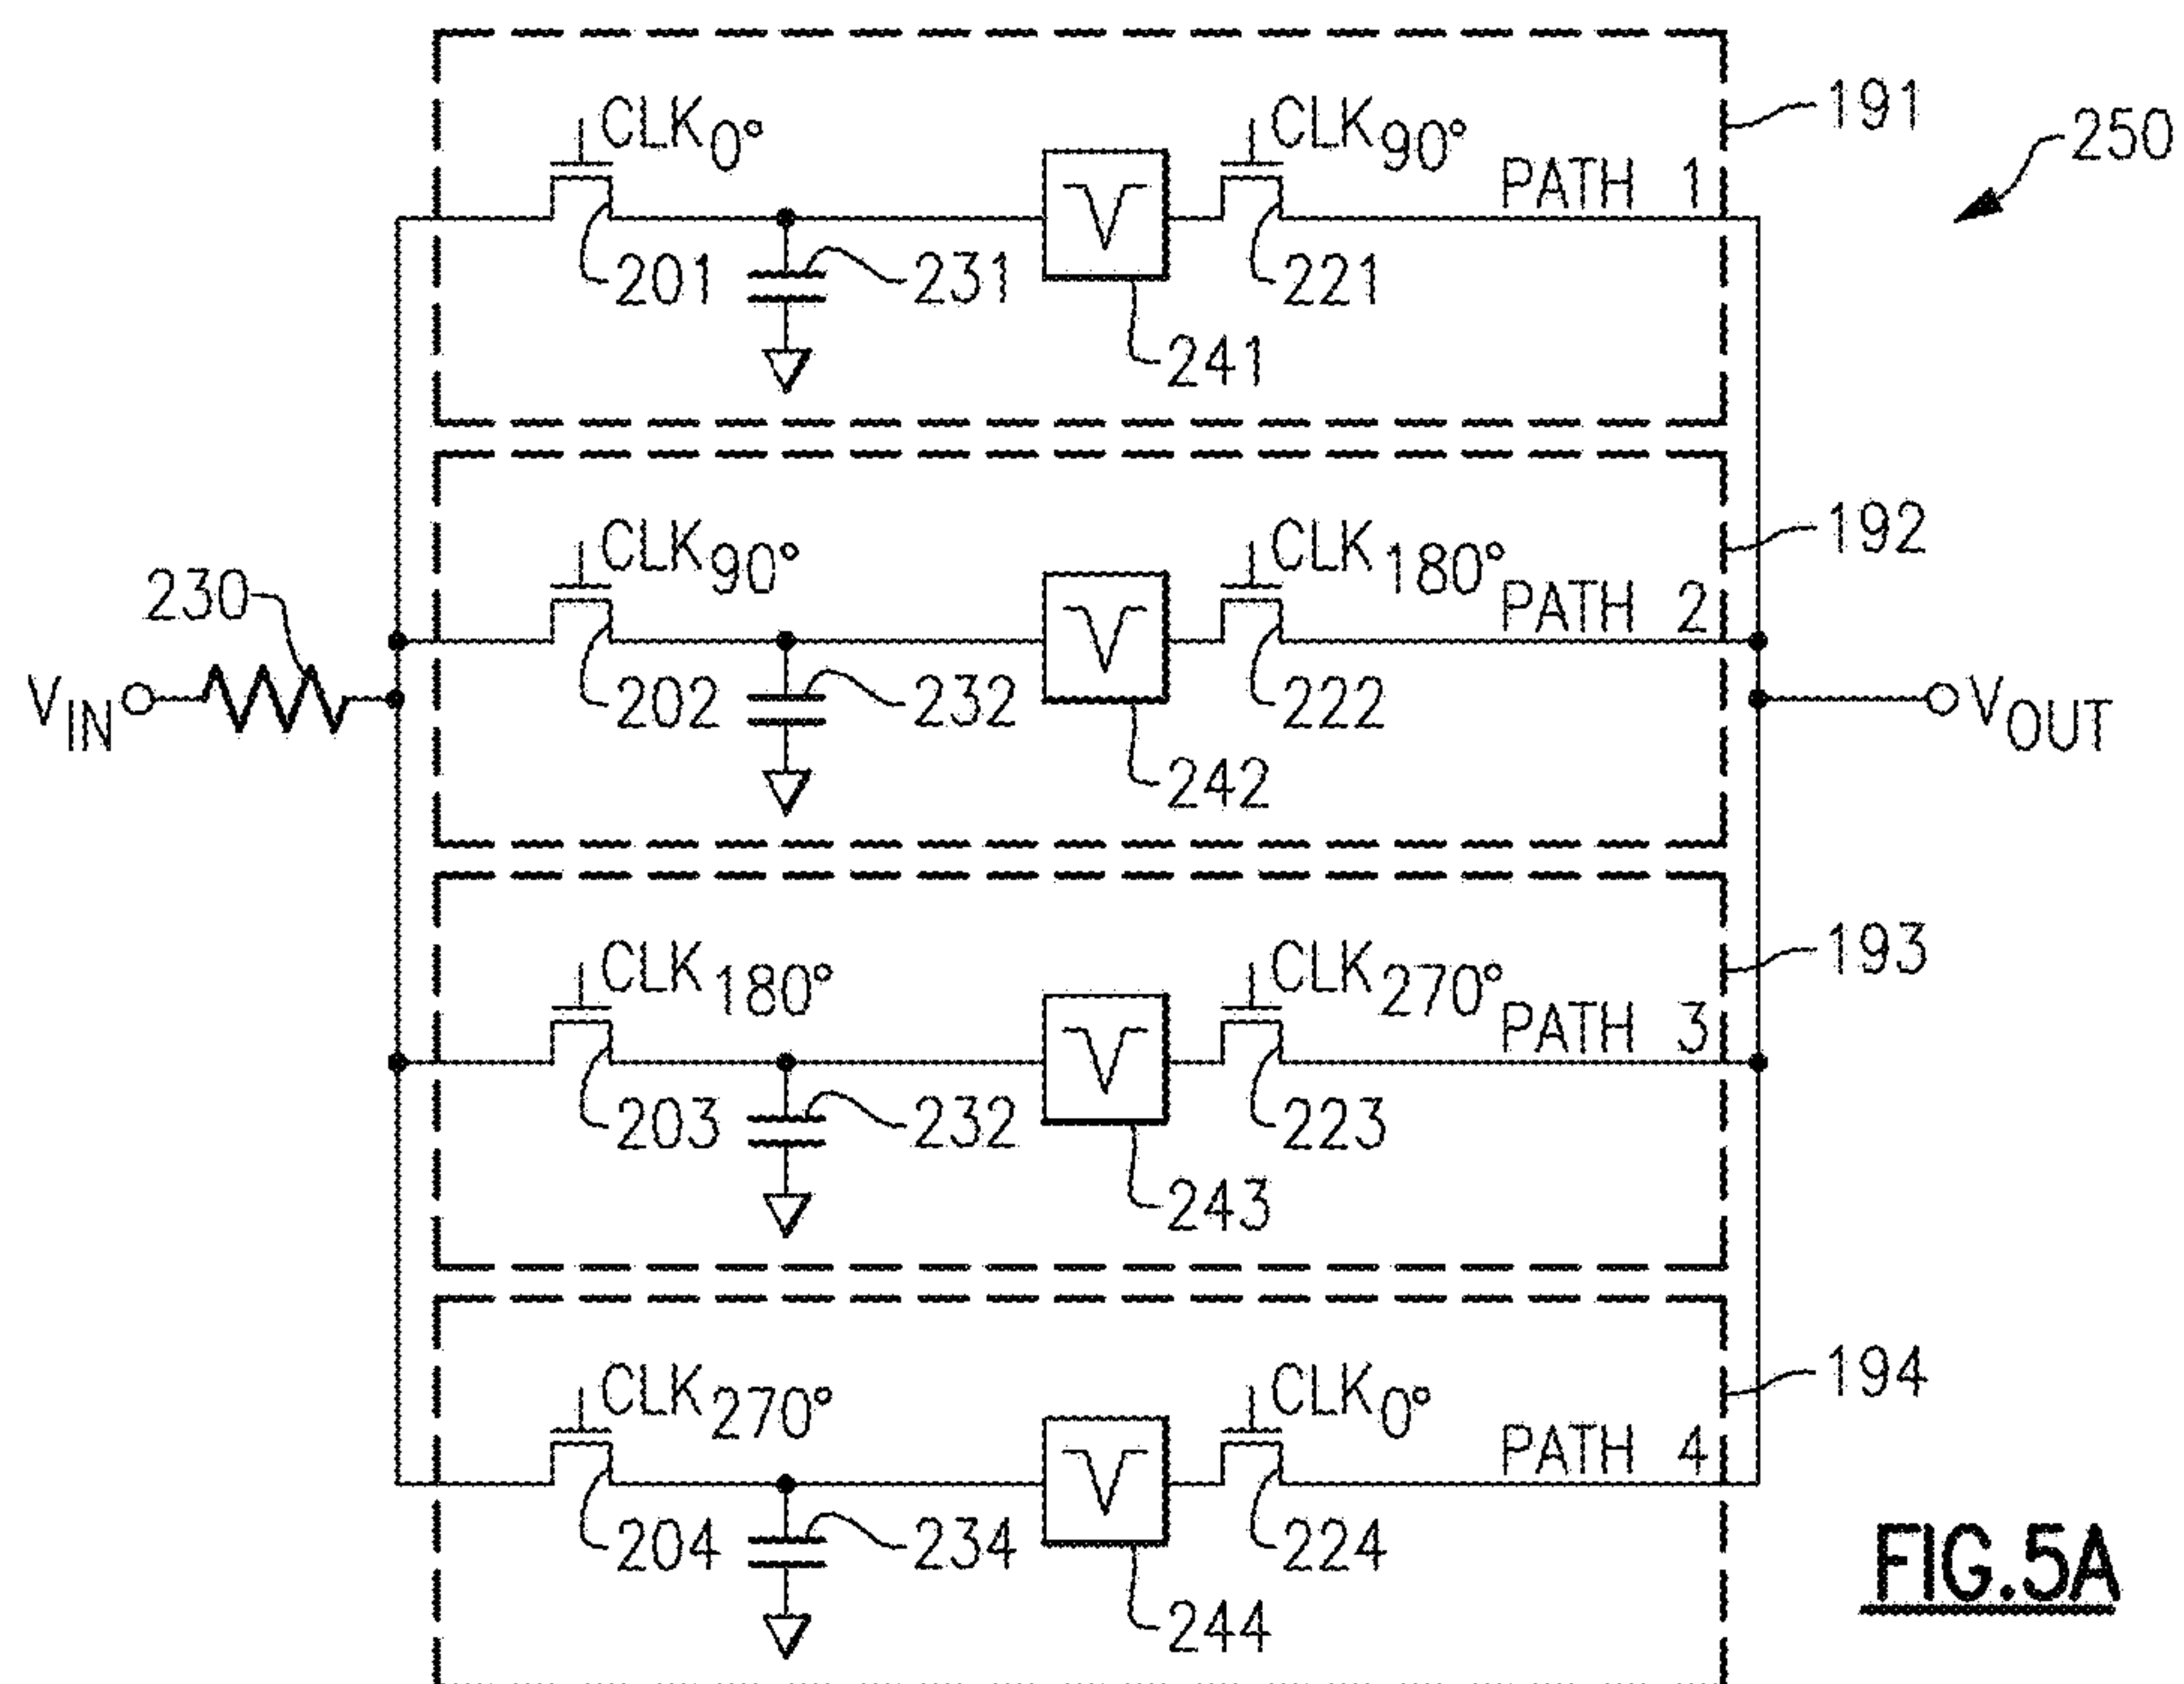 CLK0°
CLK90°
PATH 1
191
250
201
231
221
241
CLK90°
CLK180°
PATH 2
192
230
VIN
202
232
222
VOUT
242
CLK180°
CLK270°
PATH 3
193
203
232
223
243
CLK270°
CLK0°
PATH 4
194
204
234
224
244
FIG.5A